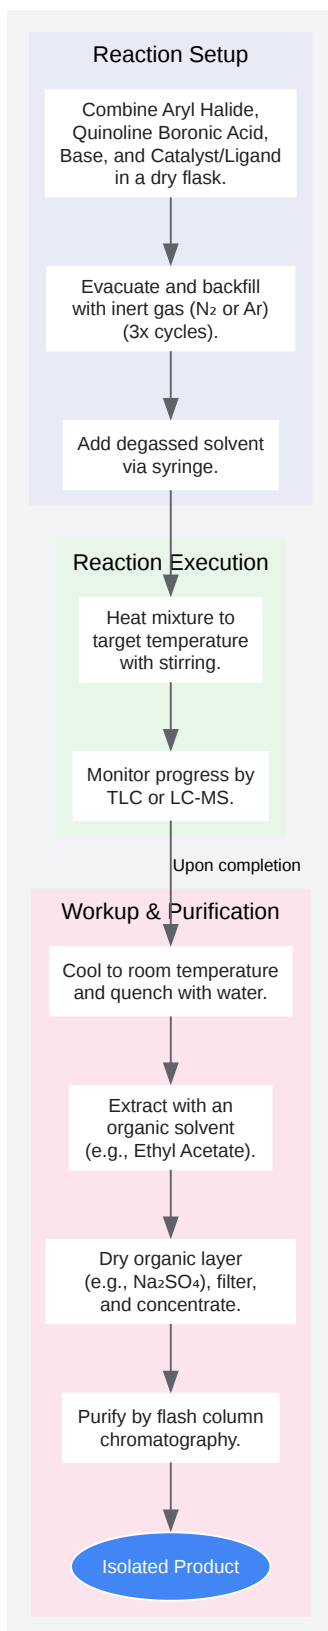 Reaction Setup
Combine Aryl Halide,
Quinoline Boronic Acid,
Base, and Catalyst/Ligand
in a dry flask.
Evacuate and backfill
with inert gas (N₂ or Ar)
(3x cycles).
Add degassed solvent
via syringe.
Reaction Execution
Heat mixture to
target temperature
with stirring.
Monitor progress by
TLC or LC-MS.
Upon completion
Workup & Purification
Cool to room temperature
and quench with water.
Extract with an
organic solvent
(e.g., Ethyl Acetate).
Dry organic layer
(e.g., Na₂SO₄), filter,
and concentrate.
Purify by flash column
chromatography.
Isolated Product